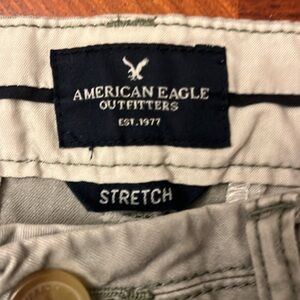 AMERICAN EAGLE
OUTFITTERS
EST. 1977
STRETCH